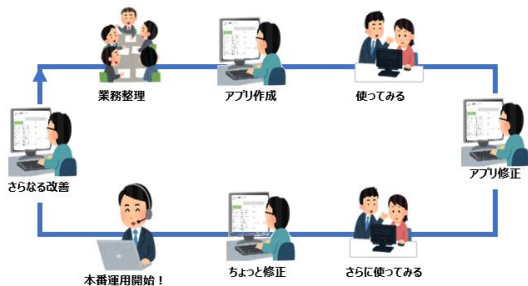 業務整理
アプリ作成
使ってみる
アプリ修正
さらに使ってみる
ちょっと修正
本番運用開始！
さらなる改善